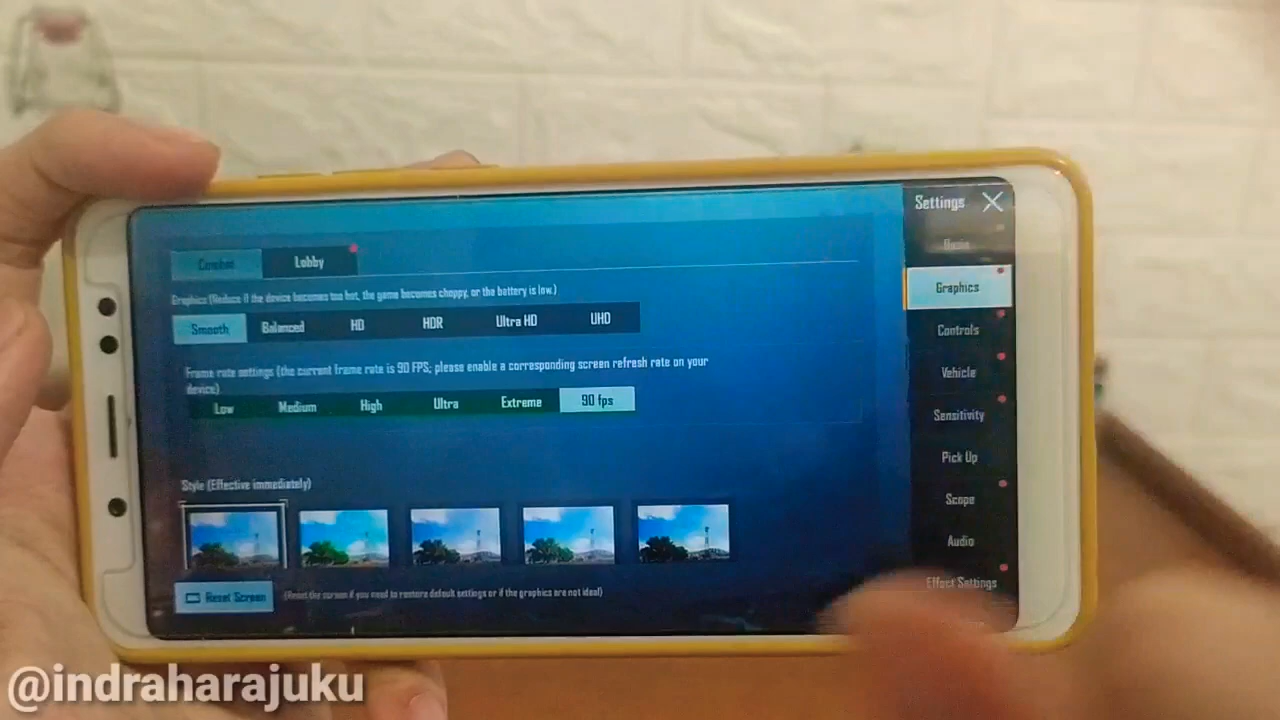 Settings
Basic
Combat
Lobby
Graphics (Reduce if the device becomes too hot, the game becomes choppy, or the battery is low.)
Smooth Balanced HD HDR Ultra HD UHD
Frame rate settings (the current frame rate is 90 FPS; please enable a corresponding screen refresh rate on your
device)
Low Medium High Ultra Extreme 90 fps
Style (Effective immediately)
Reset Screen
(Reset the screen if you need to restore default settings or if the graphics are not ideal)
Graphics
Controls
Vehicle
Sensitivity
Pick Up
Scope
Audio
Effect Settings
@indraharajuku